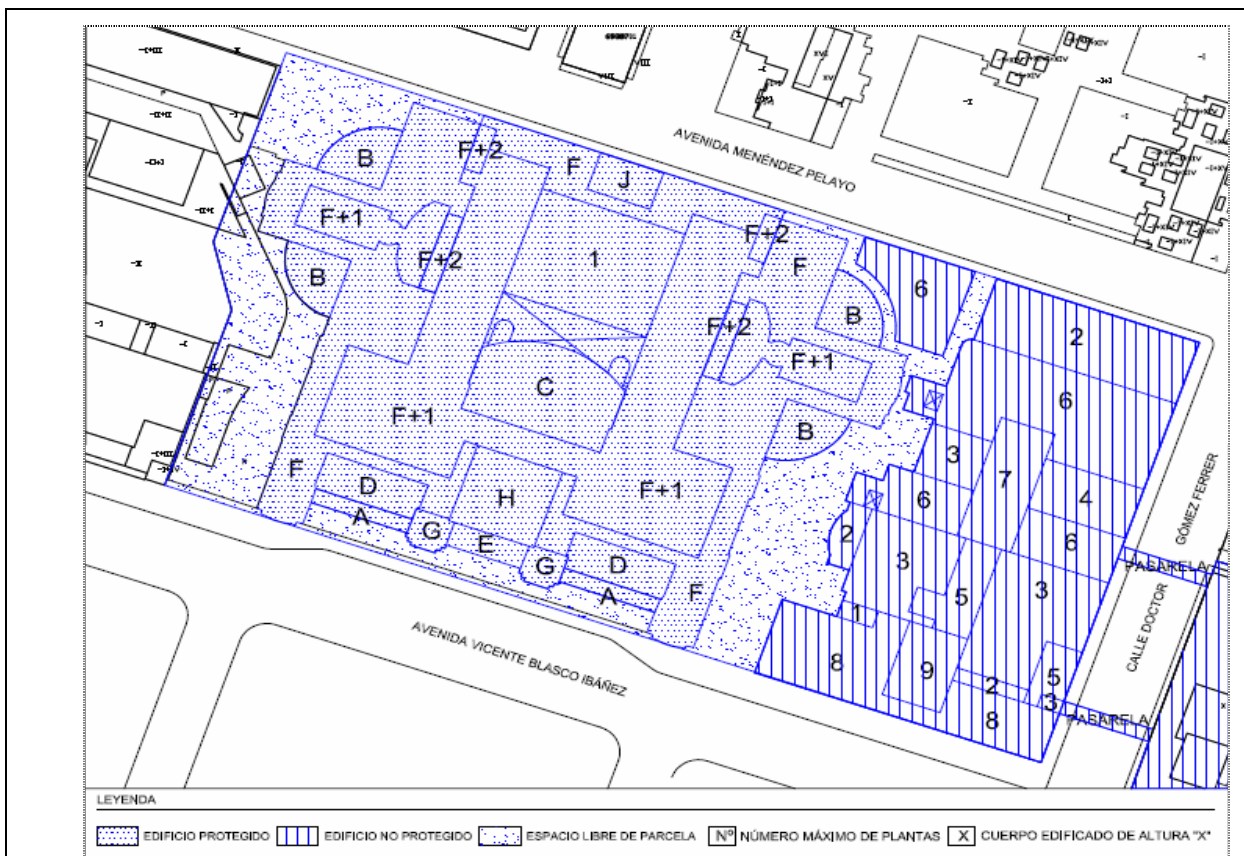 AVENIDA MENÉNDEZ PELAYO
F+2
F
J
B
F+1
F+2
1
F+2
F
B
F+2
B
F+1
6
2
6
C
F+1
B
3
7
4
6
F
D
A
G
H
E
F+1
G
D
A
F
6
2
3
1
5
3
8
9
2
8
5
3
PASARELA
PASARELA
CALLE DOCTOR
GÓMEZ FERRER
AVENIDA VICENTE BLASCO IBÁÑEZ
LEYENDA
EDIFICIO PROTEGIDO EDIFICIO NO PROTEGIDO ESPACIO LIBRE DE PARCELA Nº NÚMERO MÁXIMO DE PLANTAS X CUERPO EDIFICADO DE ALTURA "X"